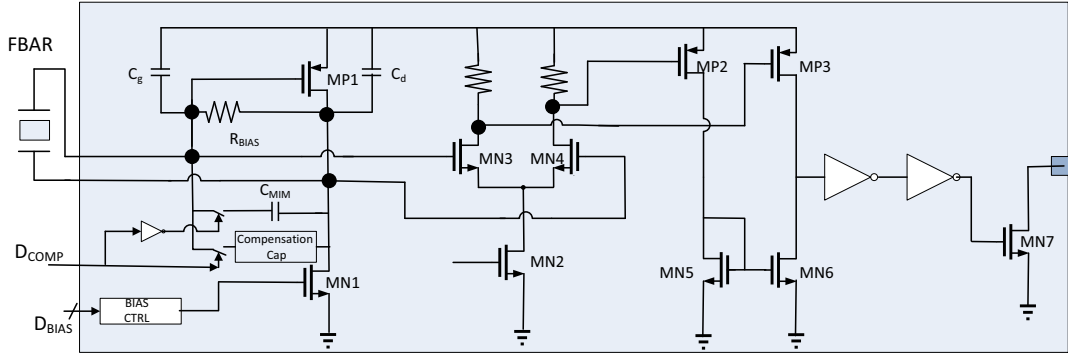 FBAR
Cg
MP1
Cd
MP2
MP3
RBIAS
MN3
MN4
CMIM
DCOMP
Compensation
Cap
MN1
MN2
MN5
MN6
MN7
DBIAS
BIAS
CTRL